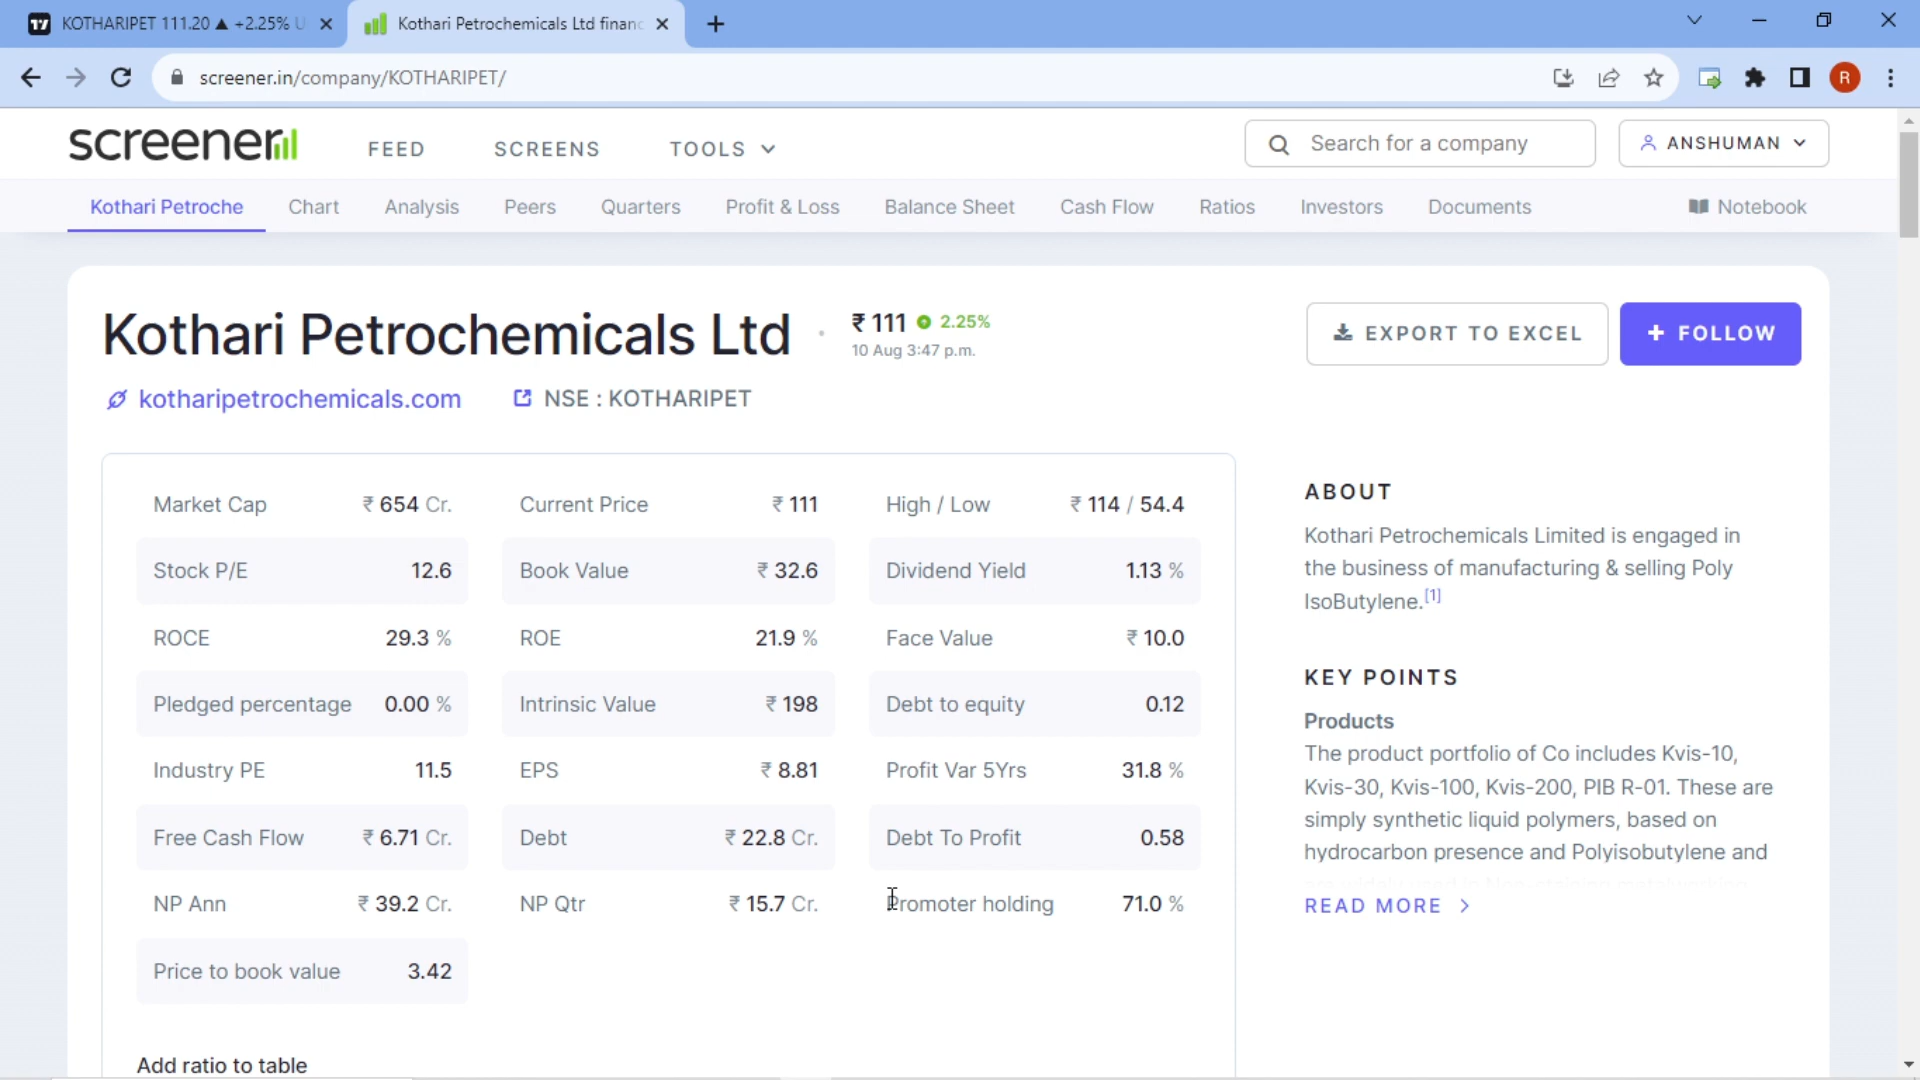 KOTHARIPET 111.20 ▲ +2.25% U
Kothari Petrochemicals Ltd financ
screener.in/company/KOTHARIPET/
R
screener
FEED
SCREENS
TOOLS
Search for a company
ANSHUMAN
Kothari Petroche
Chart
Analysis
Peers
Quarters
Profit & Loss
Balance Sheet
Cash Flow
Ratios
Investors
Documents
Notebook
Kothari Petrochemicals Ltd
₹ 111 2.25%
10 Aug 3:47 p.m.
EXPORT TO EXCEL
+ FOLLOW
kotharipetrochemicals.com
NSE : KOTHARIPET
Market Cap ₹ 654 Cr.
Current Price ₹ 111
High / Low ₹ 114 / 54.4
Stock P/E 12.6
Book Value ₹ 32.6
Dividend Yield 1.13 %
ROCE 29.3 %
ROE 21.9 %
Face Value ₹ 10.0
Pledged percentage 0.00 %
Intrinsic Value ₹ 198
Debt to equity 0.12
Industry PE 11.5
EPS ₹ 8.81
Profit Var 5Yrs 31.8 %
Free Cash Flow ₹ 6.71 Cr.
Debt ₹ 22.8 Cr.
Debt To Profit 0.58
NP Ann ₹ 39.2 Cr.
NP Qtr ₹ 15.7 Cr.
Promoter holding 71.0 %
Price to book value 3.42
Add ratio to table
ABOUT
Kothari Petrochemicals Limited is engaged in
the business of manufacturing & selling Poly
IsoButylene.[1]
KEY POINTS
Products
The product portfolio of Co includes Kvis-10,
Kvis-30, Kvis-100, Kvis-200, PIB R-01. These are
simply synthetic liquid polymers, based on
hydrocarbon presence and Polyisobutylene and
READ MORE >